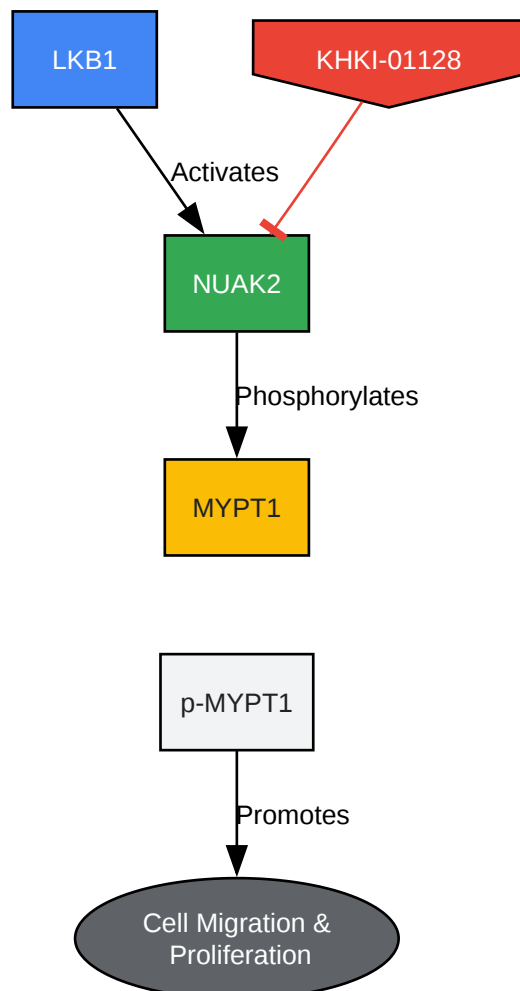 LKB1
KHKI-01128
Activates
NUAK2
Phosphorylates
MYPT1
p-MYPT1
Promotes
Cell Migration &
Proliferation